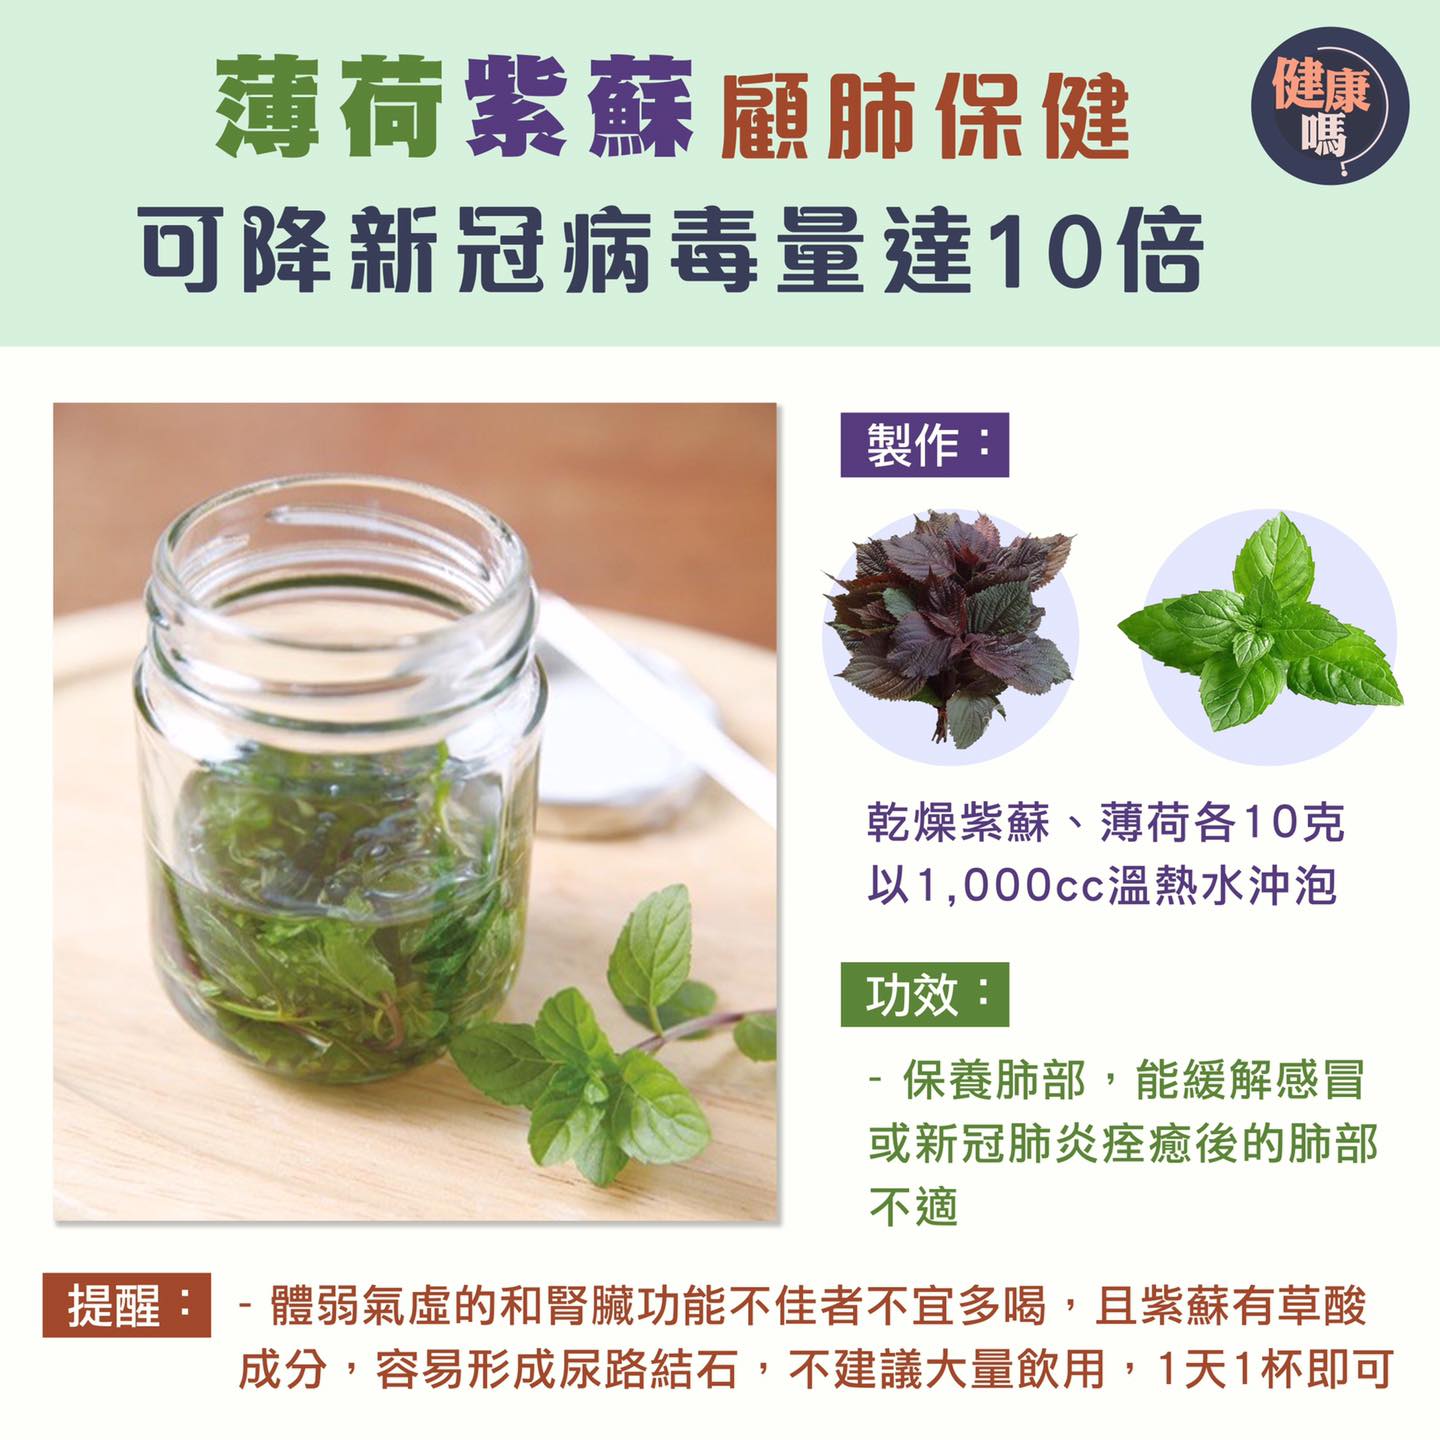 薄荷紫蘇顧肺保健
健康
嗎?
可降新冠病毒量達10倍
製作：
乾燥紫蘇、薄荷各10克
以1,000cc溫熱水沖泡
功效：
- 保養肺部，能緩解感冒
或新冠肺炎痊癒後的肺部
不適
提醒：
- 體弱氣虛的和腎臟功能不佳者不宜多喝，且紫蘇有草酸
成分，容易形成尿路結石，不建議大量飲用，1天1杯即可